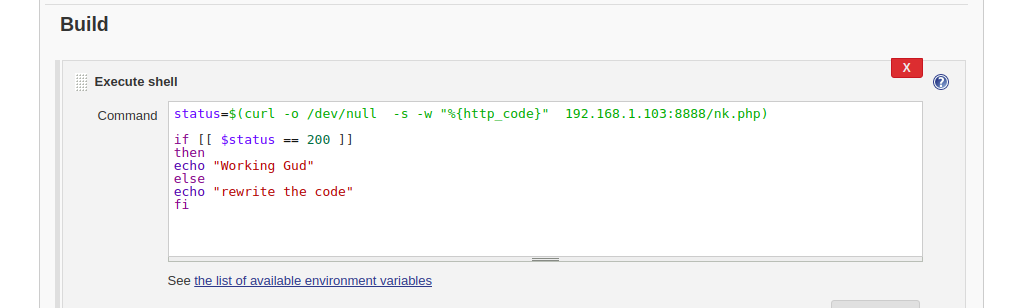 Build
X
Execute shell
?
Command
status=$(curl -o /dev/null  -s -w "%{http_code}"  192.168.1.103:8888/nk.php)
if [[ $status == 200 ]]
then
echo "Working Gud"
else
echo "rewrite the code"
fi
See the list of available environment variables